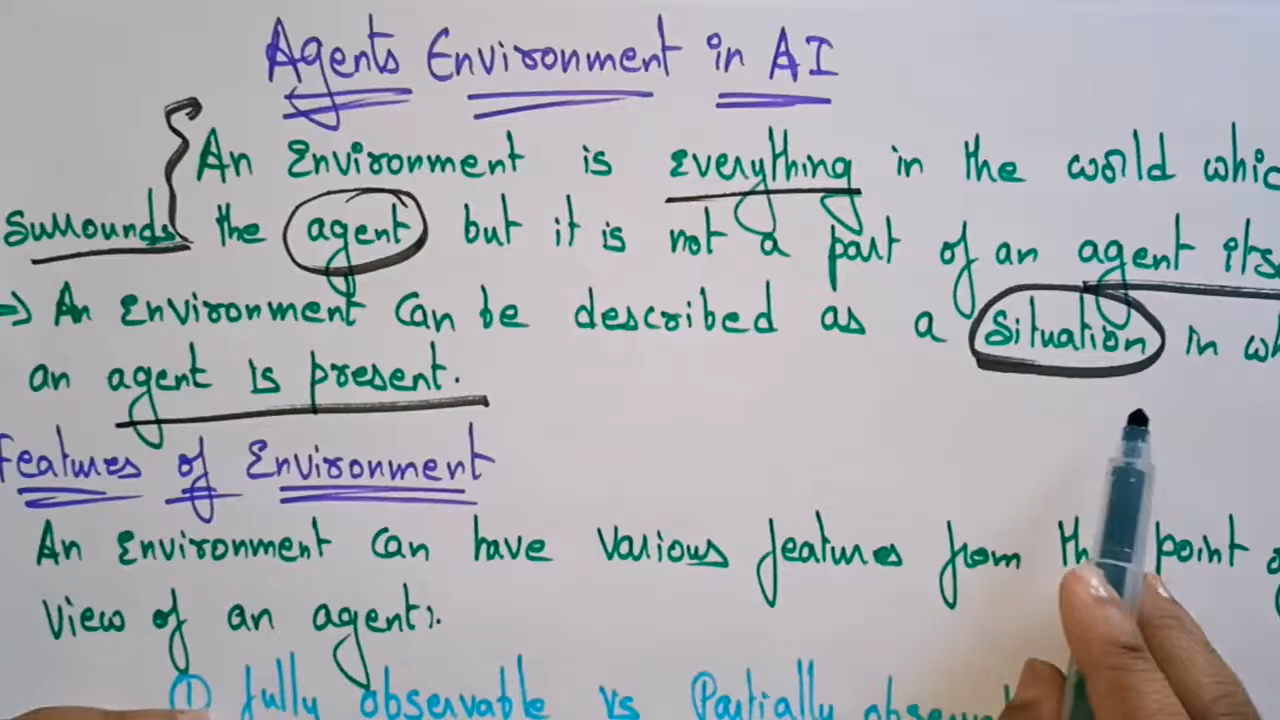 Agents Environment in AI
An Environment is everything in the world whic
surrounds the agent but it is not a part of an agent its
=> An Environment can be described as a situation in wh
an agent is present.
Features of Environment
An Environment can have various features from the point o
view of an agent:
① fully observable vs Partially observa